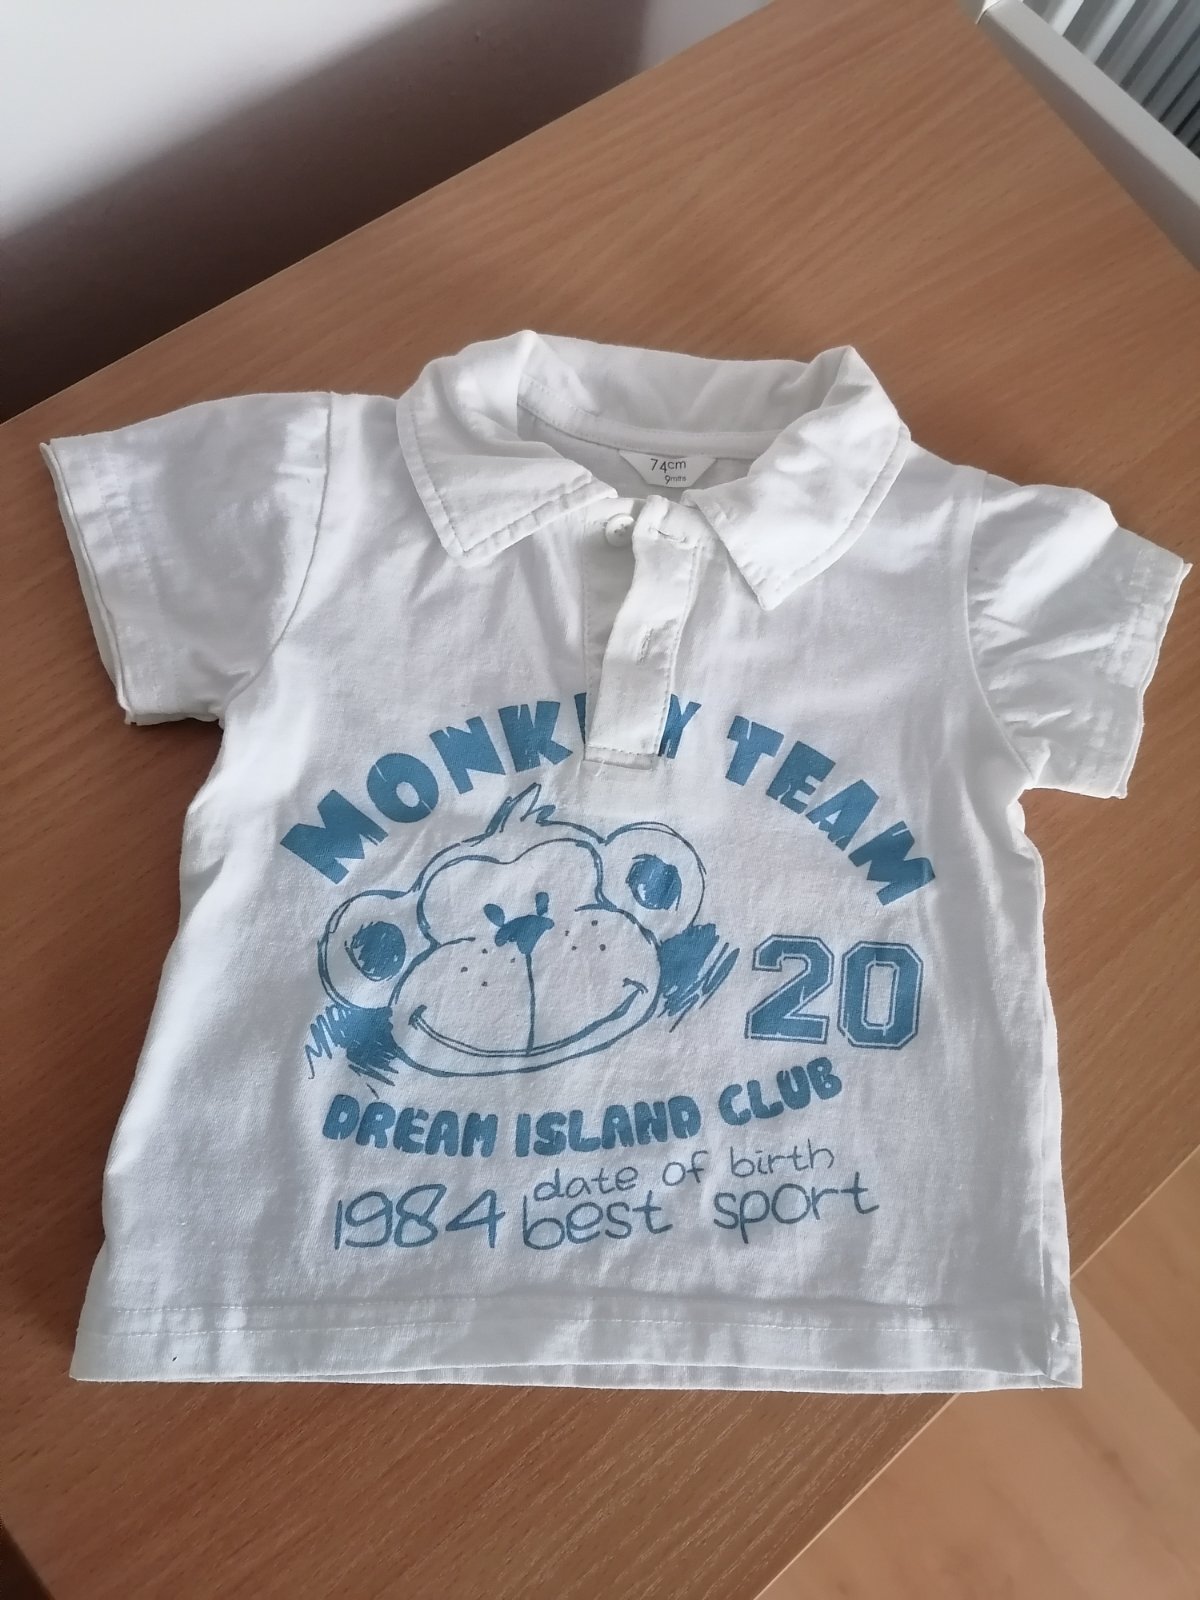 74cm
9mths
MONKEY TEAM
20
DREAM ISLAND CLUB
date of birth
1984 best sport